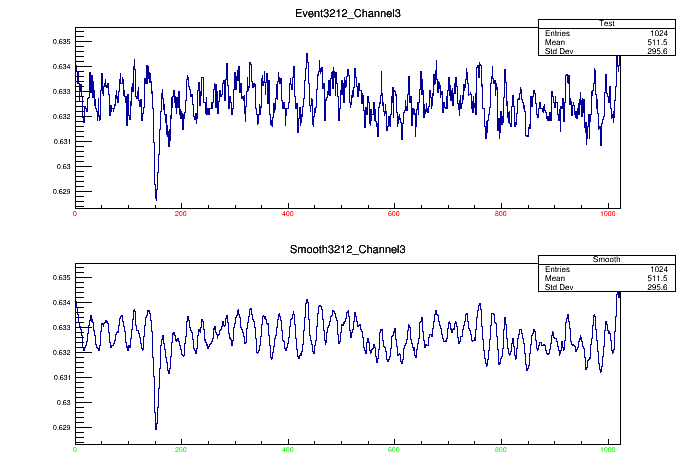 Event3212_Channel3
Test
Entries 1024
Mean 511.5
Std Dev 295.6
0.635
0.634
0.633
0.632
0.631
0.63
0.629
0 200 400 600 800 1000
Smooth3212_Channel3
Smooth
Entries 1024
Mean 511.5
Std Dev 295.6
0.635
0.634
0.633
0.632
0.631
0.63
0.629
0 200 400 600 800 1000